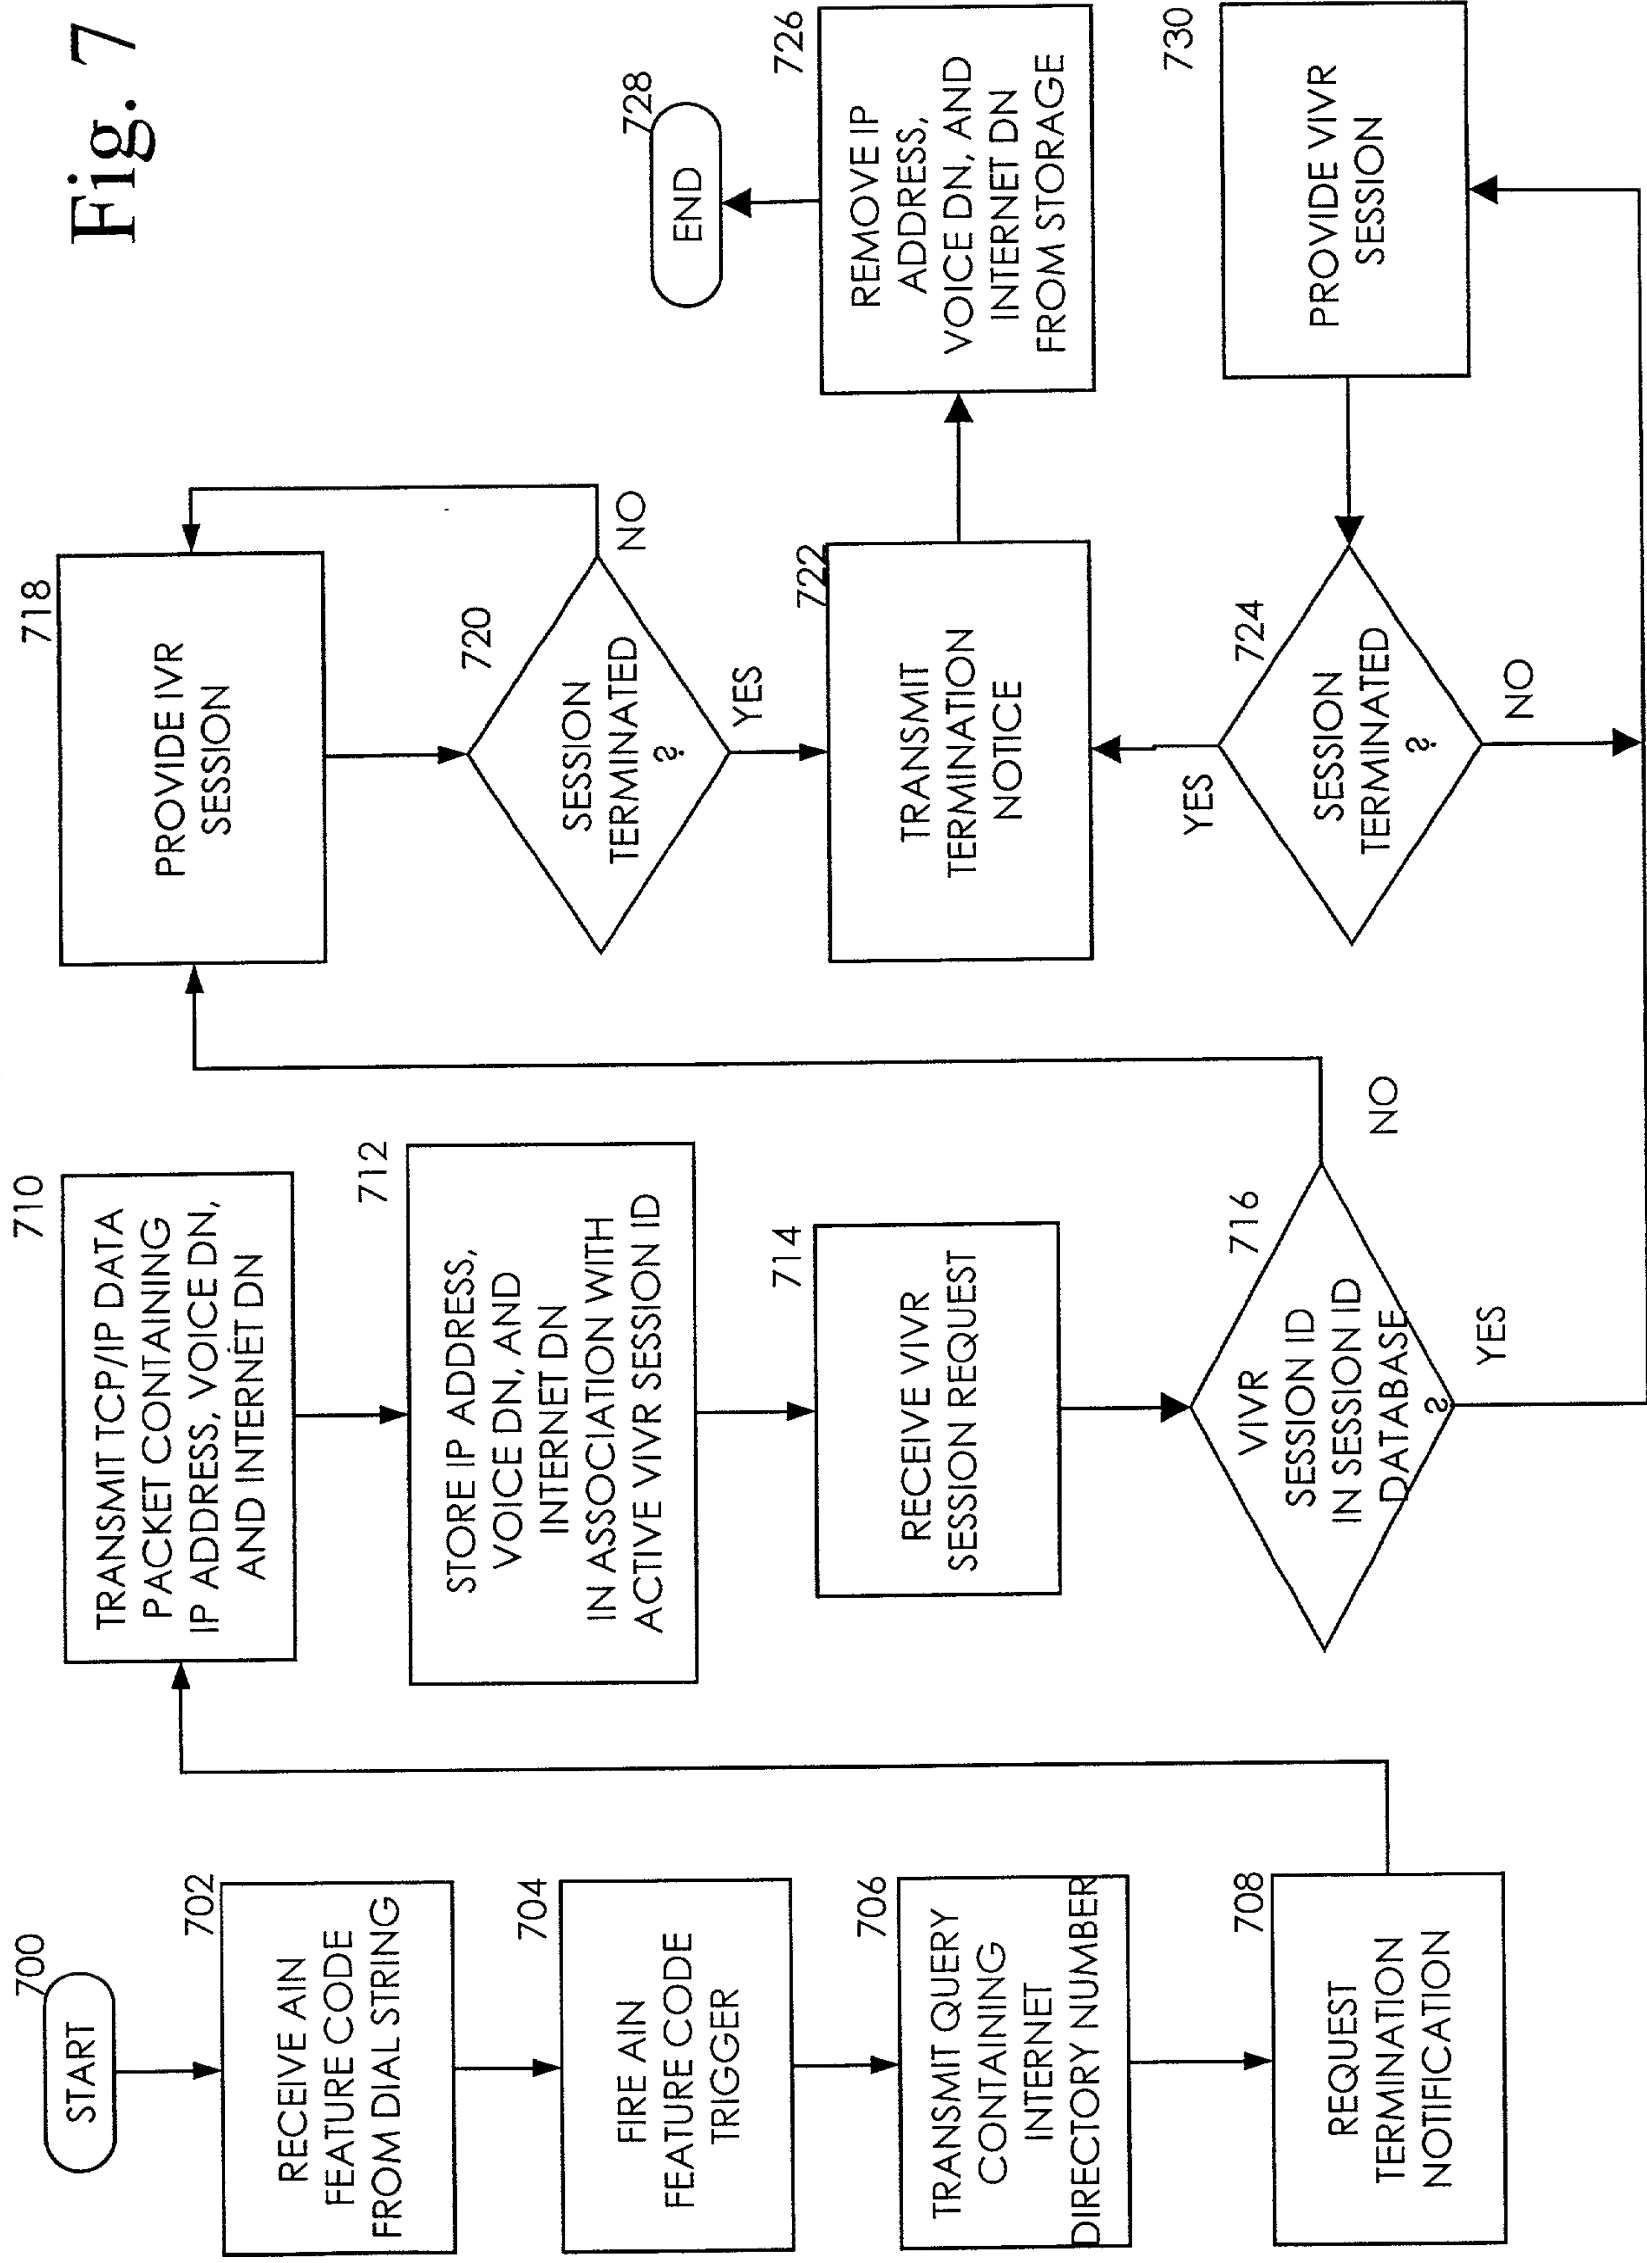 Fig. 7
700
START
702
RECEIVE AIN
FEATURE CODE
FROM DIAL STRING
704
FIRE AIN
FEATURE CODE
TRIGGER
706
TRANSMIT QUERY
CONTAINING
INTERNET
DIRECTORY NUMBER
708
REQUEST
TERMINATION
NOTIFICATION
710
TRANSMIT TCP/IP DATA
PACKET CONTAINING
IP ADDRESS, VOICE DN,
AND INTERNET DN
712
STORE IP ADDRESS,
VOICE DN, AND
INTERNET DN
IN ASSOCIATION WITH
ACTIVE VIVR SESSION ID
714
RECEIVE VIVR
SESSION REQUEST
716
VIVR
SESSION ID
IN SESSION ID
DATABASE
?
NO
YES
718
PROVIDE IVR
SESSION
720
SESSION
TERMINATED
?
NO
YES
722
TRANSMIT
TERMINATION
NOTICE
YES
724
SESSION
TERMINATED
?
NO
728
END
726
REMOVE IP
ADDRESS,
VOICE DN, AND
INTERNET DN
FROM STORAGE
730
PROVIDE VIVR
SESSION